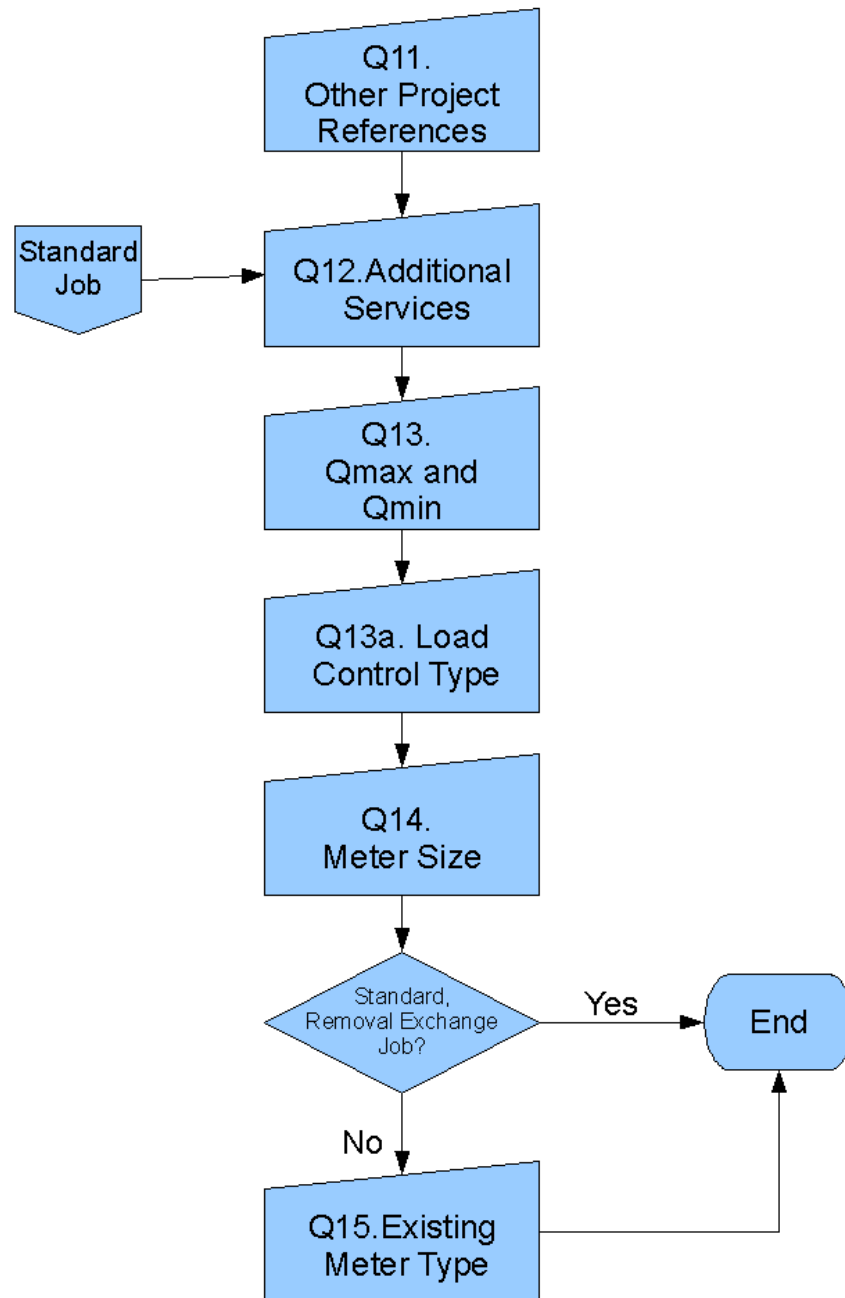 Q11.
Other Project
References
Standard
Job
Q12.Additional
Services
Q13.
Qmax and
Qmin
Q13a. Load
Control Type
Q14.
Meter Size
Standard,
Removal Exchange
Job?
Yes
End
No
Q15.Existing
Meter Type